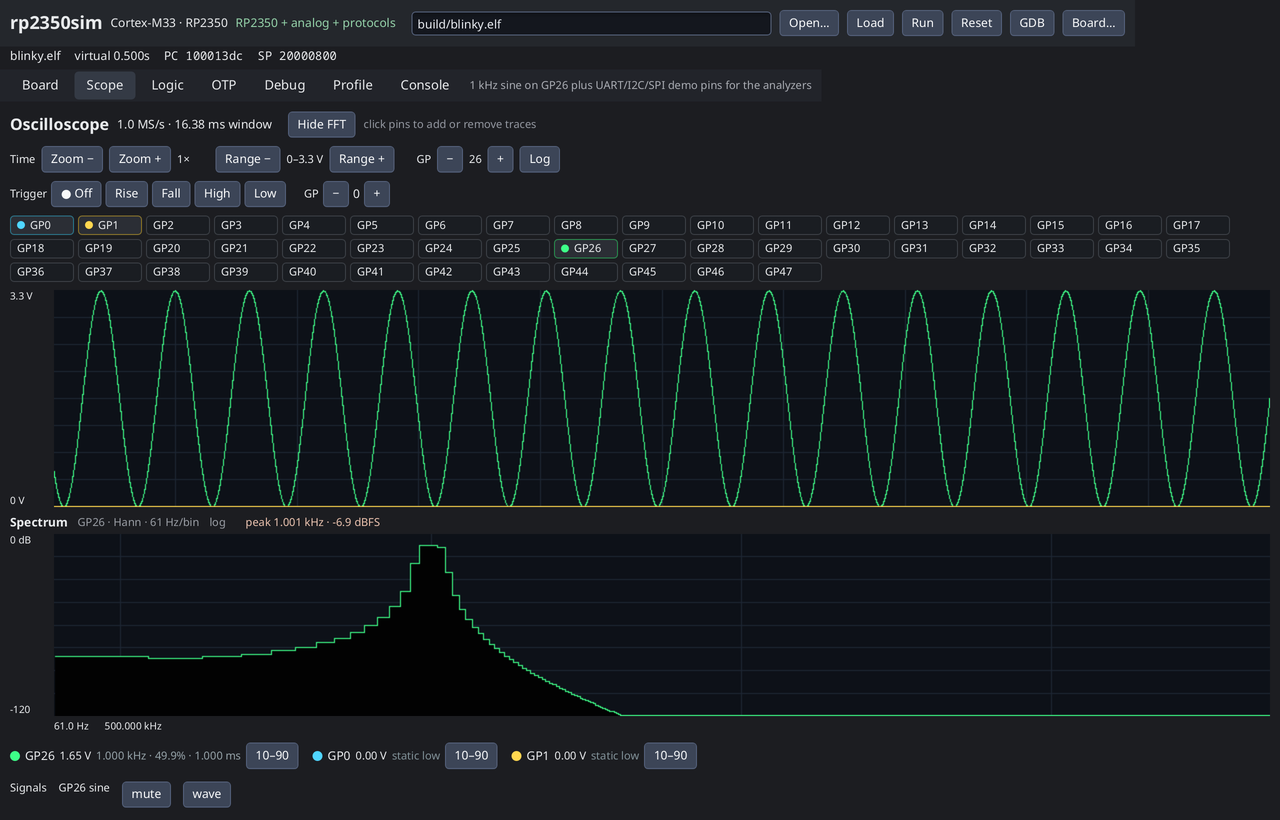 rp2350sim Cortex-M33 · RP2350 RP2350 + analog + protocols build/blinky.elf Open... Load Run Reset GDB Board...
blinky.elf virtual 0.500s PC 100013dc SP 20000800
Board Scope Logic OTP Debug Profile Console 1 kHz sine on GP26 plus UART/I2C/SPI demo pins for the analyzers
Oscilloscope 1.0 MS/s · 16.38 ms window Hide FFT click pins to add or remove traces
Time Zoom − Zoom + 1× Range − 0–3.3 V Range + GP − 26 + Log
Trigger Off Rise Fall High Low GP − 0 +
GP0 GP1 GP2 GP3 GP4 GP5 GP6 GP7 GP8 GP9 GP10 GP11 GP12 GP13 GP14 GP15 GP16 GP17
GP18 GP19 GP20 GP21 GP22 GP23 GP24 GP25 GP26 GP27 GP28 GP29 GP30 GP31 GP32 GP33 GP34 GP35
GP36 GP37 GP38 GP39 GP40 GP41 GP42 GP43 GP44 GP45 GP46 GP47
3.3 V
0 V
Spectrum GP26 · Hann · 61 Hz/bin log peak 1.001 kHz · -6.9 dBFS
0 dB
-120
61.0 Hz 500.000 kHz
GP26 1.65 V 1.000 kHz · 49.9% · 1.000 ms 10–90 GP0 0.00 V static low 10–90 GP1 0.00 V static low 10–90
Signals GP26 sine mute wave